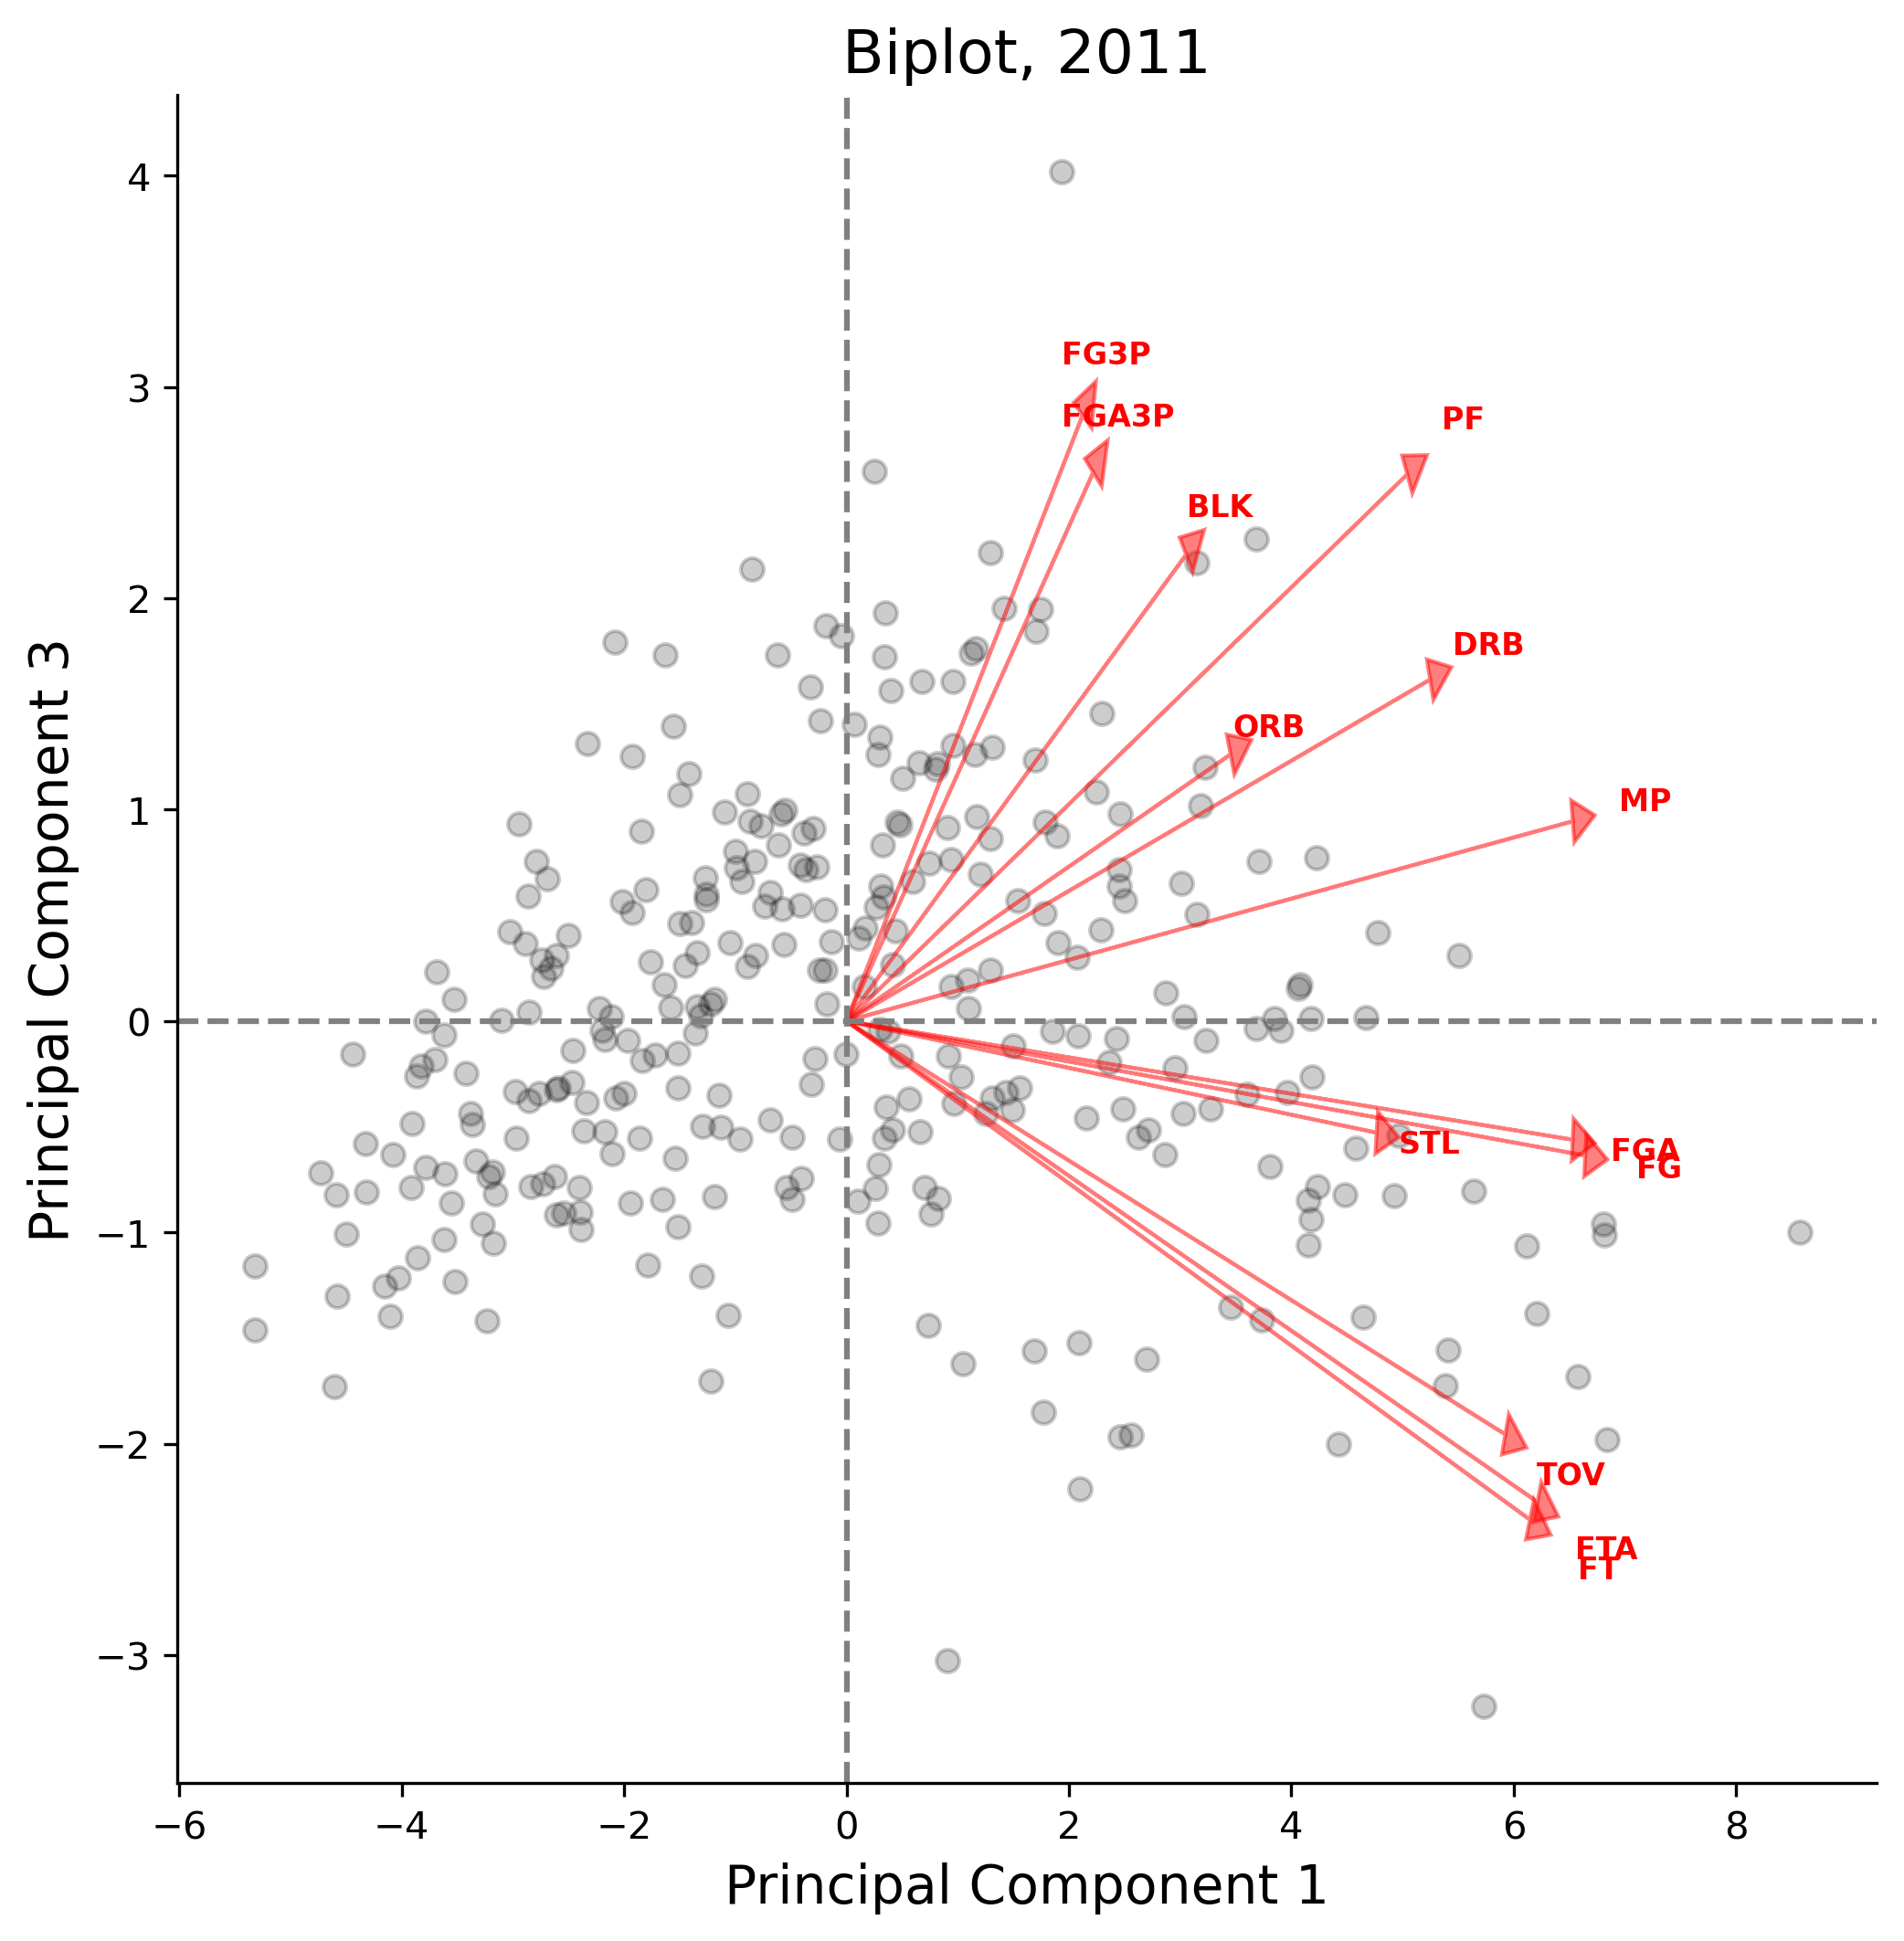 Biplot, 2011
Principal Component 3
4
3
2
1
0
−1
−2
−3
FG3P
FGA3P
PF
BLK
DRB
ORB
MP
STL
FGA
FG
TOV
FTA
FT
−6 −4 −2 0 2 4 6 8
Principal Component 1